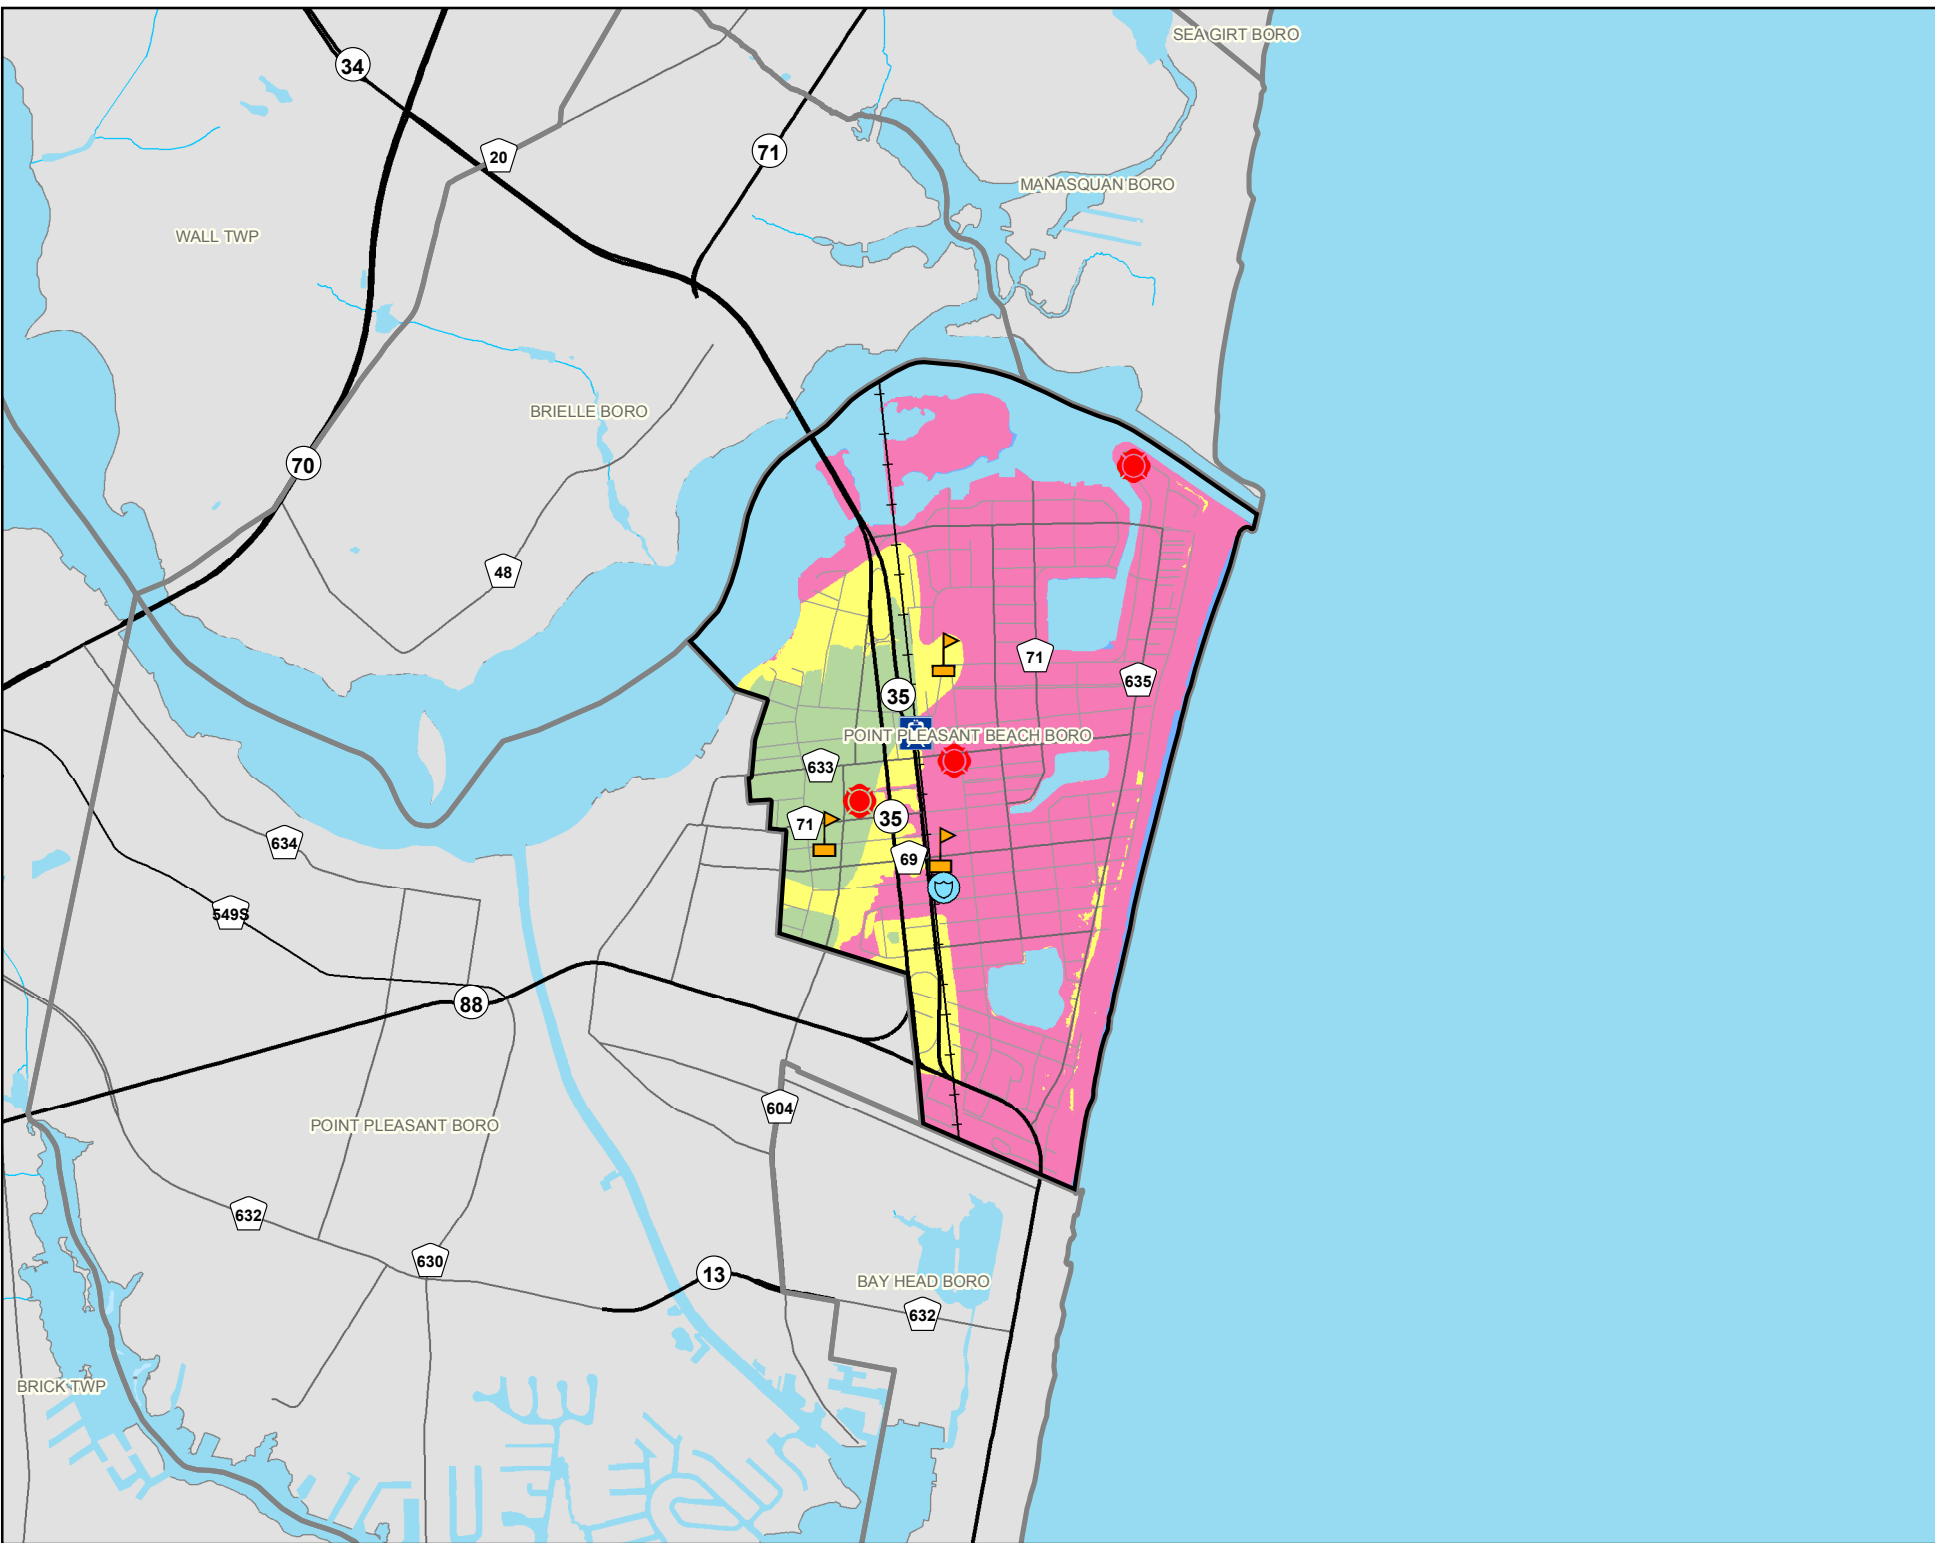 SEA GIRT BORO
34
71
20
MANASQUAN BORO
WALL TWP
BRIELLE BORO
70
48
71
635
35
POINT PLEASANT BEACH BORO
633
35
71
634
69
549S
88
604
POINT PLEASANT BORO
632
630
13
BAY HEAD BORO
632
BRICK TWP